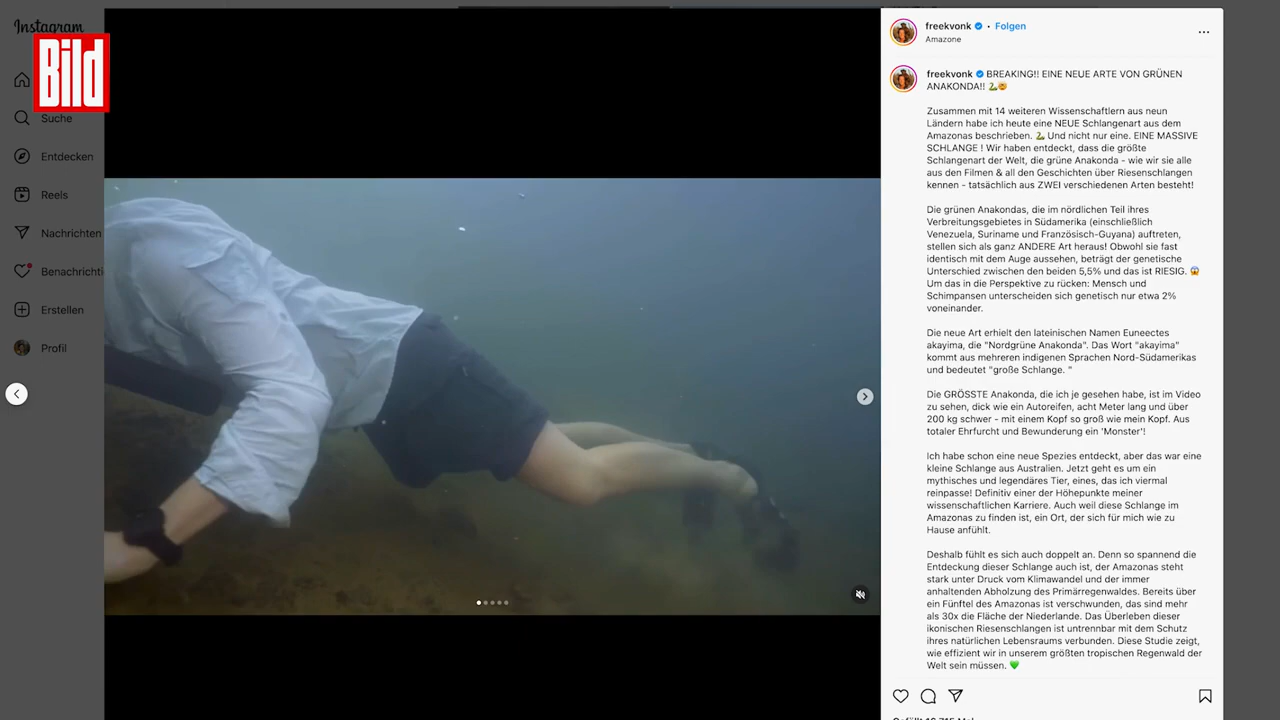 Instagram
Bild
Suche
Entdecken
Reels
Nachrichten
Benachrichti
Erstellen
Profil
freekvonk • Folgen
Amazone
freekvonk BREAKING!! EINE NEUE ARTE VON GRÜNEN
ANAKONDA!! 🐍🤯
Zusammen mit 14 weiteren Wissenschaftlern aus neun
Ländern habe ich heute eine NEUE Schlangenart aus dem
Amazonas beschrieben. 🐍 Und nicht nur eine. EINE MASSIVE
SCHLANGE ! Wir haben entdeckt, dass die größte
Schlangenart der Welt, die grüne Anakonda - wie wir sie alle
aus den Filmen & all den Geschichten über Riesenschlangen
kennen - tatsächlich aus ZWEI verschiedenen Arten besteht!
Die grünen Anakondas, die im nördlichen Teil ihres
Verbreitungsgebietes in Südamerika (einschließlich
Venezuela, Suriname und Französisch-Guyana) auftreten,
stellen sich als ganz ANDERE Art heraus! Obwohl sie fast
identisch mit dem Auge aussehen, beträgt der genetische
Unterschied zwischen den beiden 5,5% und das ist RIESIG. 😱
Um das in die Perspektive zu rücken: Mensch und
Schimpansen unterscheiden sich genetisch nur etwa 2%
voneinander.
Die neue Art erhielt den lateinischen Namen Euneectes
akayima, die "Nordgrüne Anakonda". Das Wort "akayima"
kommt aus mehreren indigenen Sprachen Nord-Südamerikas
und bedeutet "große Schlange. "
Die GRÖSSTE Anakonda, die ich je gesehen habe, ist im Video
zu sehen, dick wie ein Autoreifen, acht Meter lang und über
200 kg schwer - mit einem Kopf so groß wie mein Kopf. Aus
totaler Ehrfurcht und Bewunderung ein 'Monster'!
Ich habe schon eine neue Spezies entdeckt, aber das war eine
kleine Schlange aus Australien. Jetzt geht es um ein
mythisches und legendäres Tier, eines, das ich viermal
reinpasse! Definitiv einer der Höhepunkte meiner
wissenschaftlichen Karriere. Auch weil diese Schlange im
Amazonas zu finden ist, ein Ort, der sich für mich wie zu
Hause anfühlt.
Deshalb fühlt es sich auch doppelt an. Denn so spannend die
Entdeckung dieser Schlange auch ist, der Amazonas steht
stark unter Druck vom Klimawandel und der immer
anhaltenden Abholzung des Primärregenwaldes. Bereits über
ein Fünftel des Amazonas ist verschwunden, das sind mehr
als 30x die Fläche der Niederlande. Das Überleben dieser
ikonischen Riesenschlangen ist untrennbar mit dem Schutz
ihres natürlichen Lebensraums verbunden. Diese Studie zeigt,
wie effizient wir in unserem größten tropischen Regenwald der
Welt sein müssen. 💚